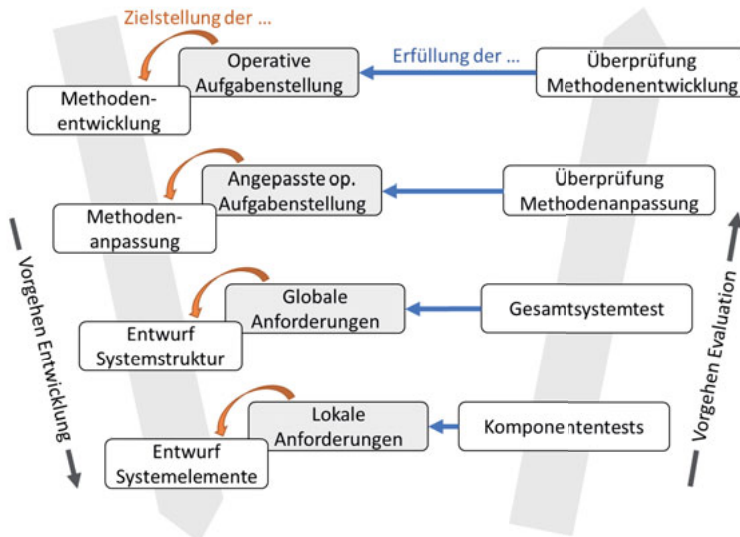 Zielstellung der ...
Operative
Aufgabenstellung
Erfüllung der ...
Überprüfung
Methodenentwicklung
Methoden-
entwicklung
Angepasste op.
Aufgabenstellung
Überprüfung
Methodenanpassung
Methoden-
anpassung
Globale
Anforderungen
Gesamtsystemtest
Entwurf
Systemstruktur
Lokale
Anforderungen
Komponententests
Entwurf
Systemelemente
Vorgehen Entwicklung
Vorgehen Evaluation